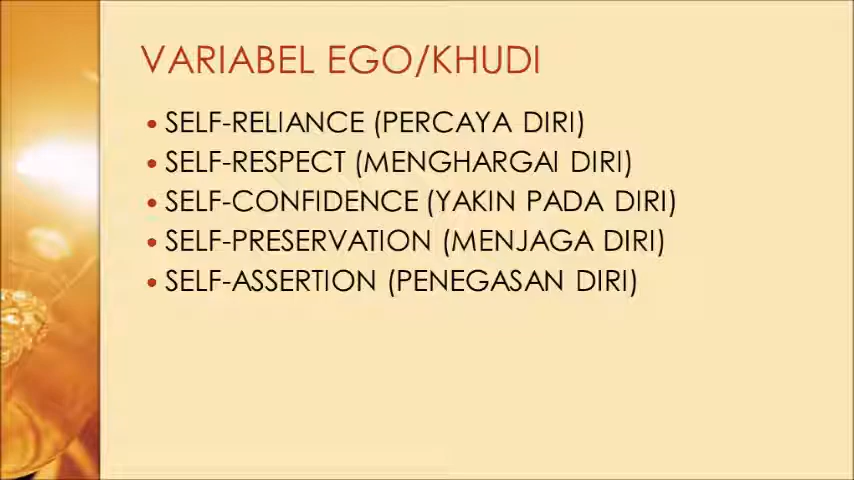 VARIABEL EGO/KHUDI
• SELF-RELIANCE (PERCAYA DIRI)
• SELF-RESPECT (MENGHARGAI DIRI)
• SELF-CONFIDENCE (YAKIN PADA DIRI)
• SELF-PRESERVATION (MENJAGA DIRI)
• SELF-ASSERTION (PENEGASAN DIRI)